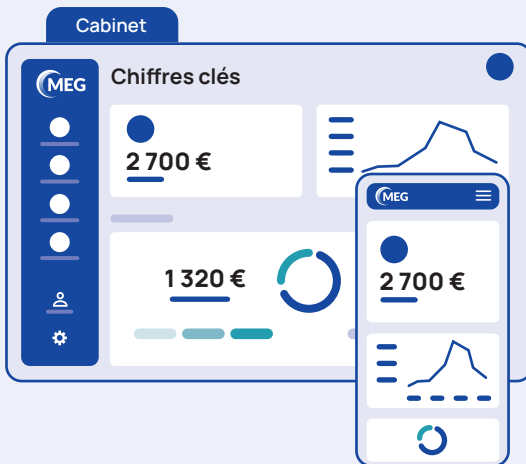 Cabinet
MEG
Chiffres clés
2 700 €
1 320 €
MEG
2 700 €